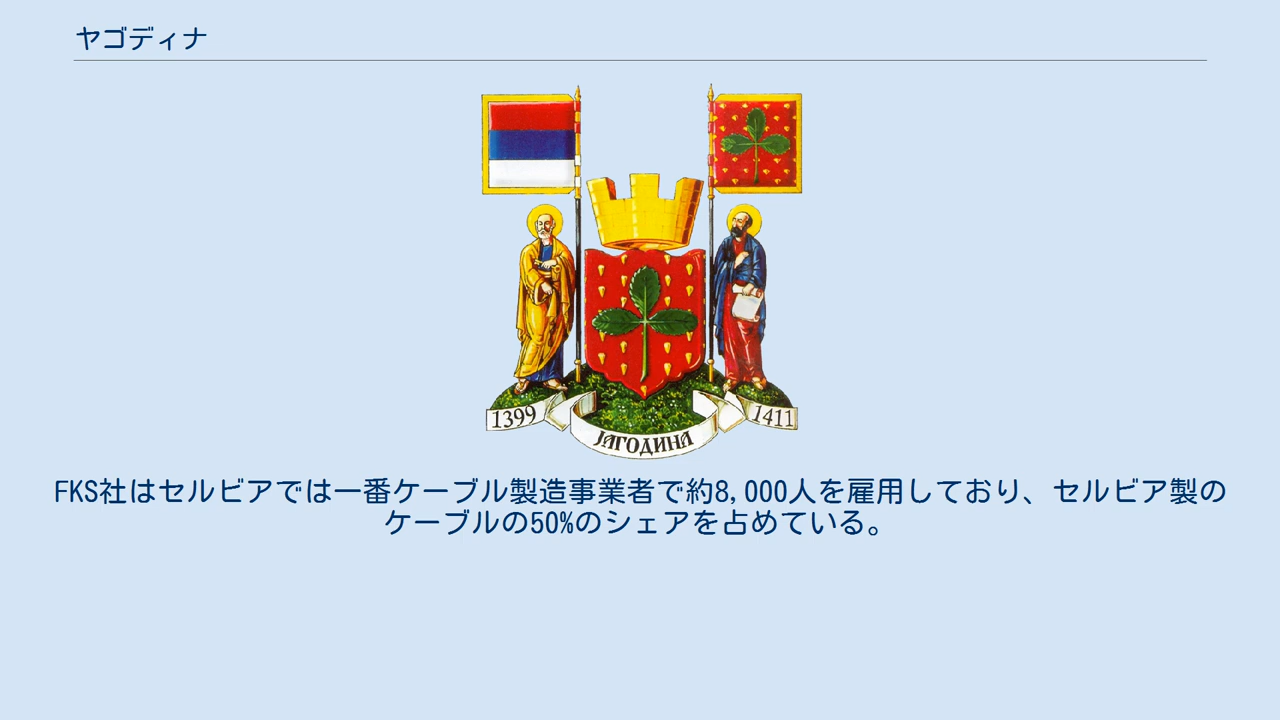 ヤゴディナ
1399
1411
ЈАГОДИНА
FKS社はセルビアでは一番ケーブル製造事業者で約8,000人を雇用しており、セルビア製の
ケーブルの50%のシェアを占めている。